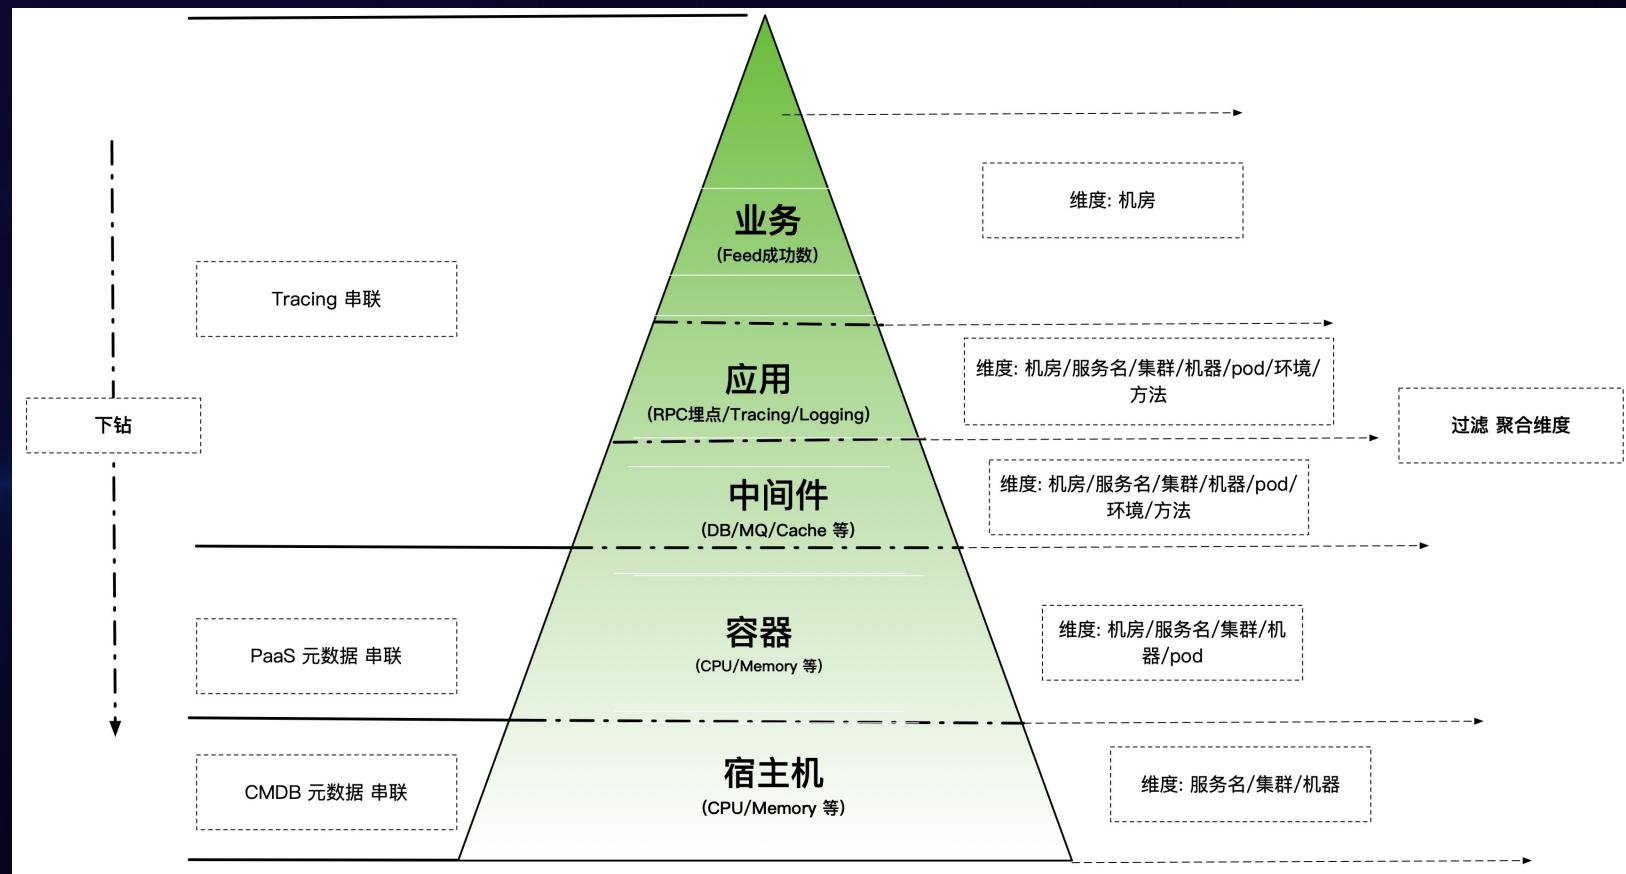 维度: 机房
业务
(Feed成功数)
Tracing 串联
应用
(RPC埋点/Tracing/Logging)
维度: 机房/服务名/集群/机器/pod/环境/
方法
下钻
过滤 聚合维度
中间件
(DB/MQ/Cache 等)
维度: 机房/服务名/集群/机器/pod/
环境/方法
PaaS 元数据 串联
容器
(CPU/Memory 等)
维度: 机房/服务名/集群/机
器/pod
CMDB 元数据 串联
宿主机
(CPU/Memory 等)
维度: 服务名/集群/机器